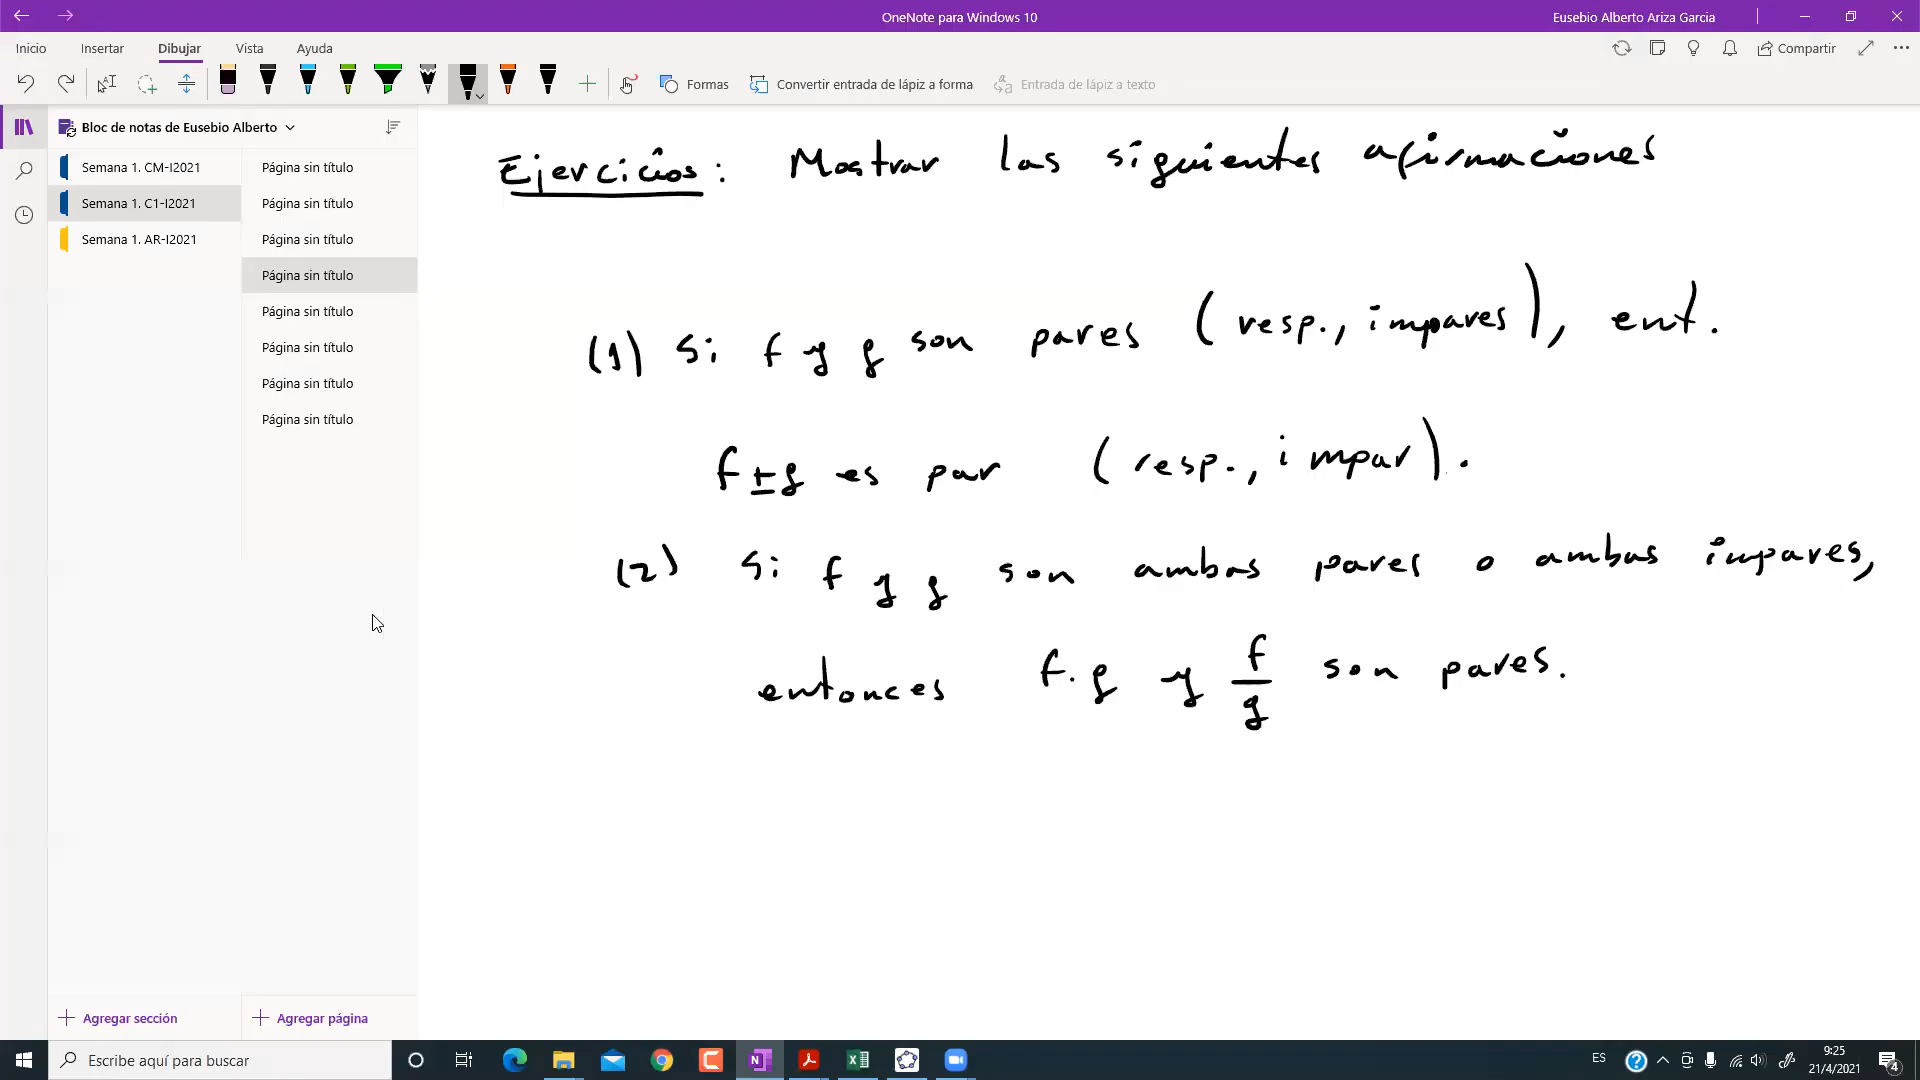 OneNote para Windows 10
Eusebio Alberto Ariza Garcia
Inicio Insertar Dibujar Vista Ayuda
Compartir
Formas
Convertir entrada de lápiz a forma
Entrada de lápiz a texto
Bloc de notas de Eusebio Alberto
Semana 1. CM-I2021
Semana 1. C1-I2021
Semana 1. AR-I2021
Página sin título
Página sin título
Página sin título
Página sin título
Página sin título
Página sin título
Página sin título
Página sin título
Agregar sección
Agregar página
Ejercicios: Mostrar las siguientes afirmaciones
(1) Si f y g son pares (resp., impares), ent.
f ± g es par (resp., impar).
(2) Si f y g son ambas pares o ambas impares,
entonces f.g y f/g son pares.
Escribe aquí para buscar
ES
9:25
21/4/2021
4